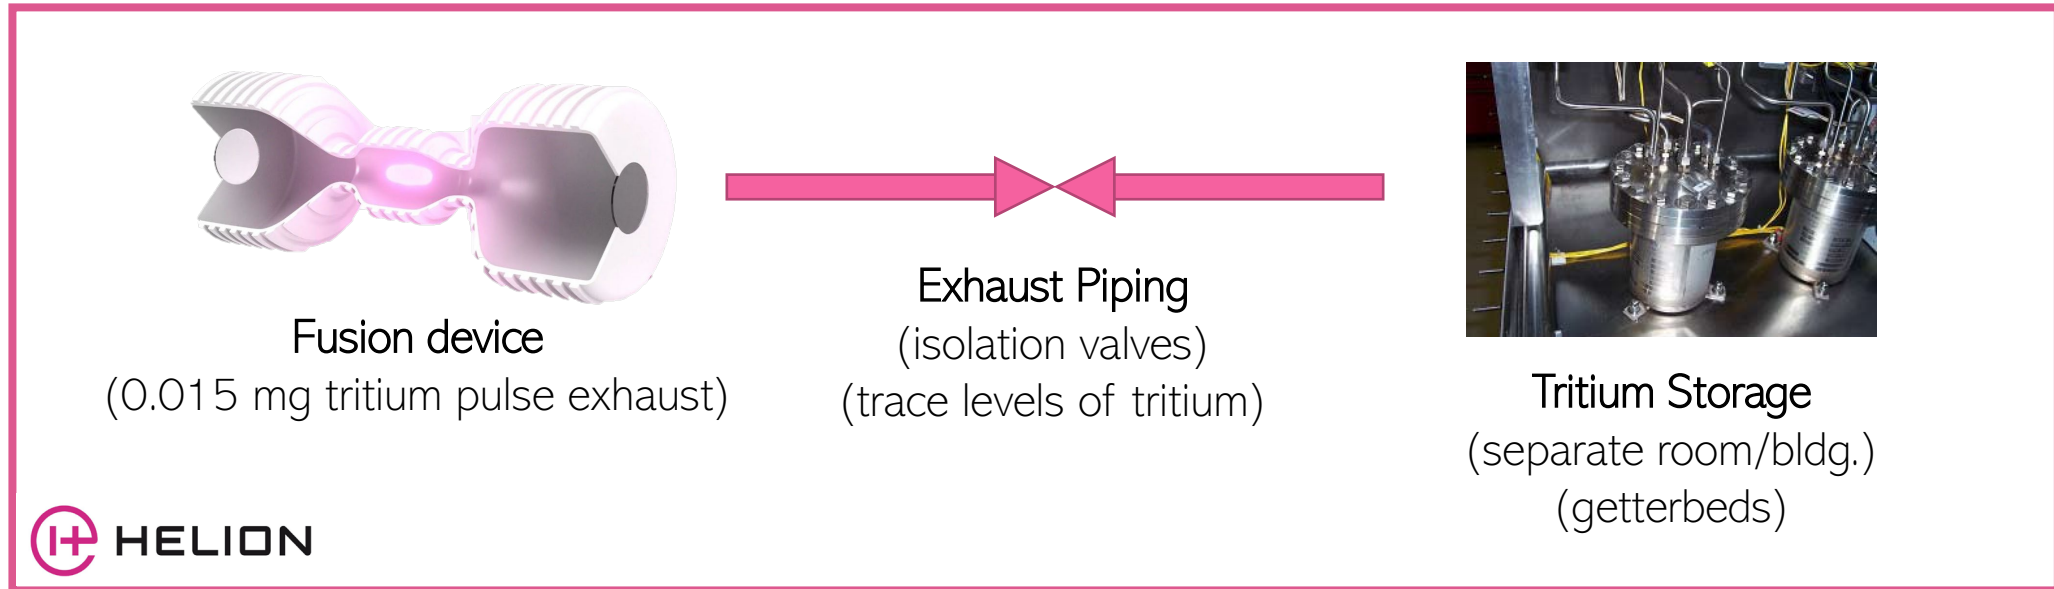 Fusion device
(0.015 mg tritium pulse exhaust)
Exhaust Piping
(isolation valves)
(trace levels of tritium)
Tritium Storage
(separate room/bldg.)
(getterbeds)
HELION